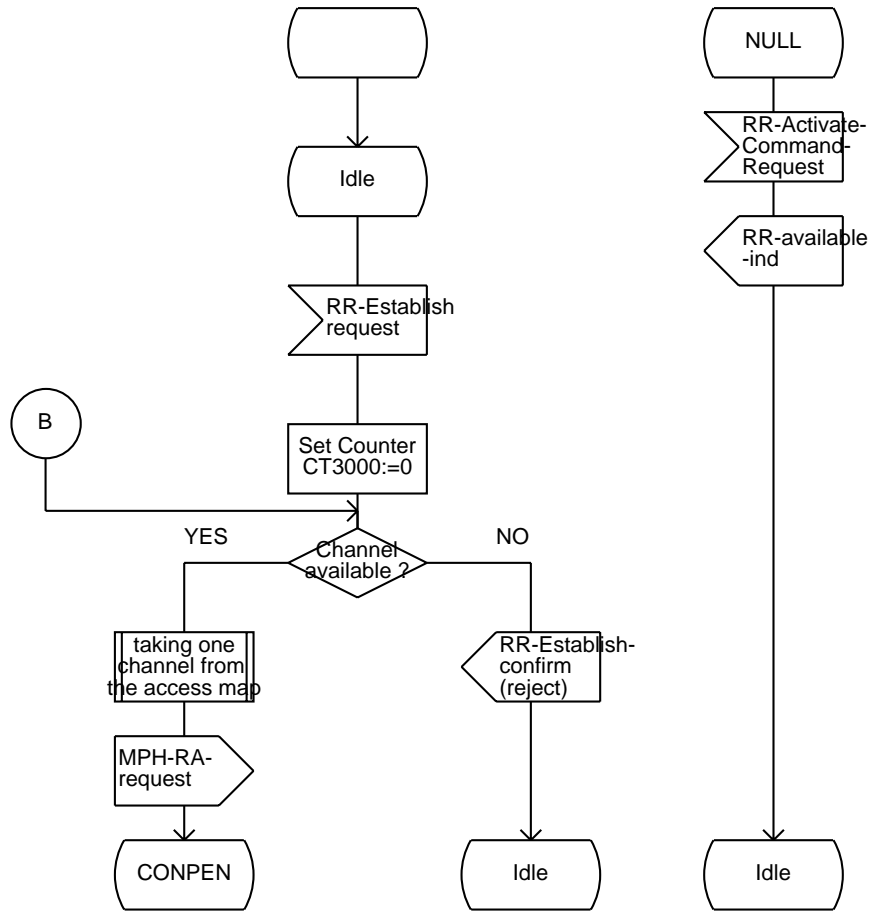 NULL
RR-Activate-
Command-
Request
Idle
RR-available
-ind
RR-Establish
request
B
Set Counter
CT3000:=0
YES
NO
Channel
available ?
taking one
channel from
the access map
RR-Establish-
confirm
(reject)
MPH-RA-
request
CONPEN
Idle
Idle